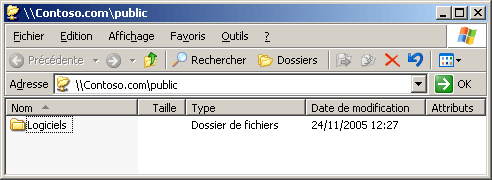 \\Contoso.com\public
Fichier Edition Affichage Favoris Outils ?
Précédente Rechercher Dossiers
Adresse \\Contoso.com\public OK
Nom Taille Type Date de modification Attributs
Logiciels Dossier de fichiers 24/11/2005 12:27